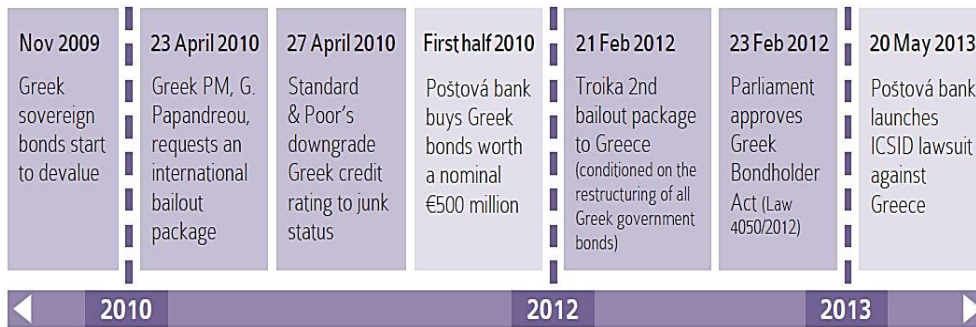 Nov 2009
Greek
sovereign
bonds start
to devalue
23 April 2010
Greek PM, G.
Papandreou,
requests an
international
bailout
package
27 April 2010
Standard
& Poor's
downgrade
Greek credit
rating to junk
status
First half 2010
Poštová bank
buys Greek
bonds worth
a nominal
€500 million
21 Feb 2012
Troika 2nd
bailout package
to Greece
(conditioned on the
restructuring of all
Greek government
bonds)
23 Feb 2012
Parliament
approves
Greek
Bondholder
Act (Law
4050/2012)
20 May 2013
Poštová bank
launches
ICSID lawsuit
against
Greece
2010
2012
2013